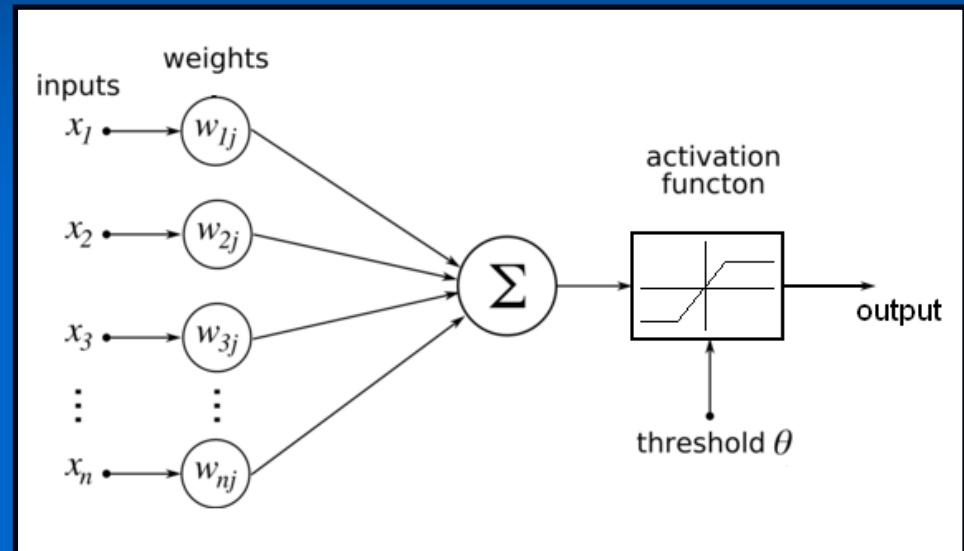 weights
inputs
x1
w1j
x2
w2j
x3
w3j
⋮ ⋮
xn
wnj
Σ
activation
functon
output
threshold θ